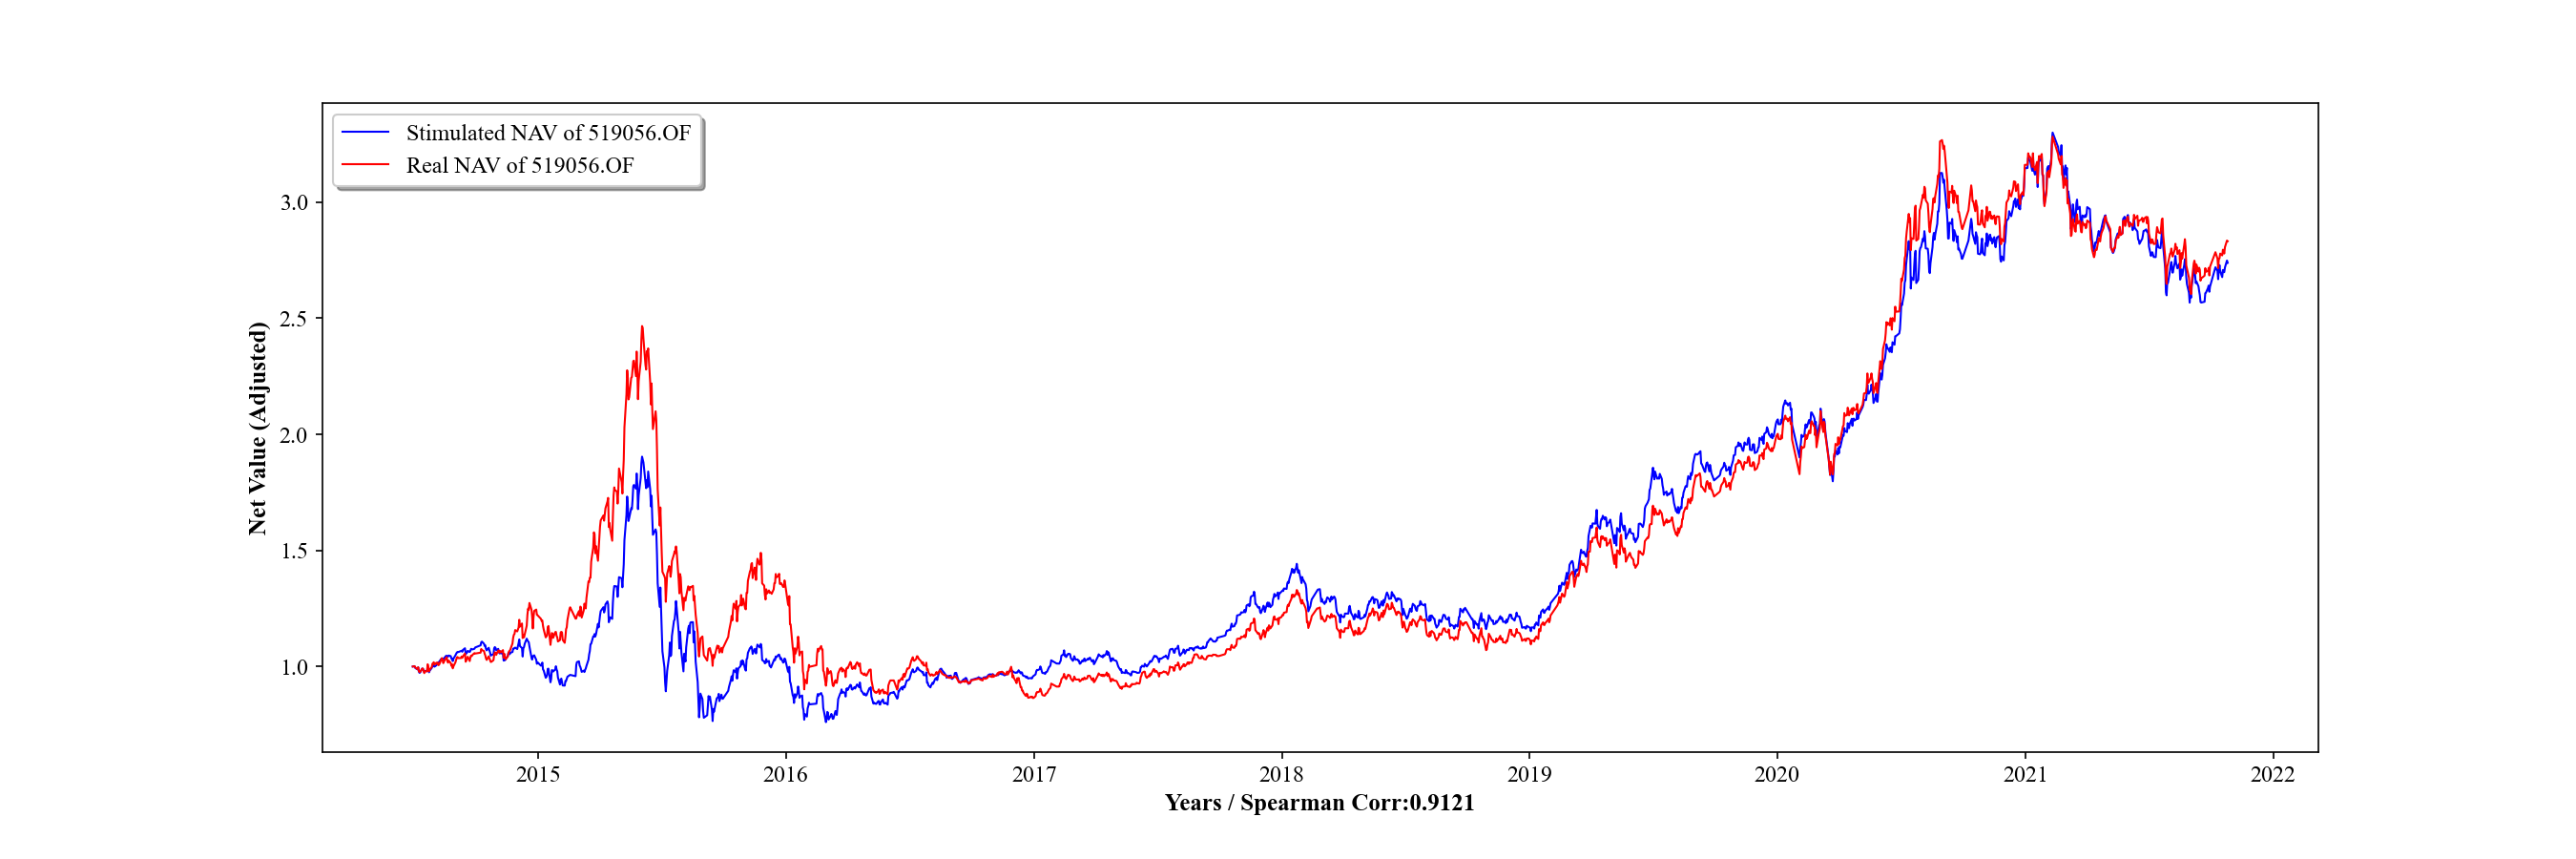 Stimulated NAV of 519056.OF
Real NAV of 519056.OF
3.0
2.5
2.0
1.5
1.0
Net Value (Adjusted)
2015 2016 2017 2018 2019 2020 2021 2022
Years / Spearman Corr:0.9121